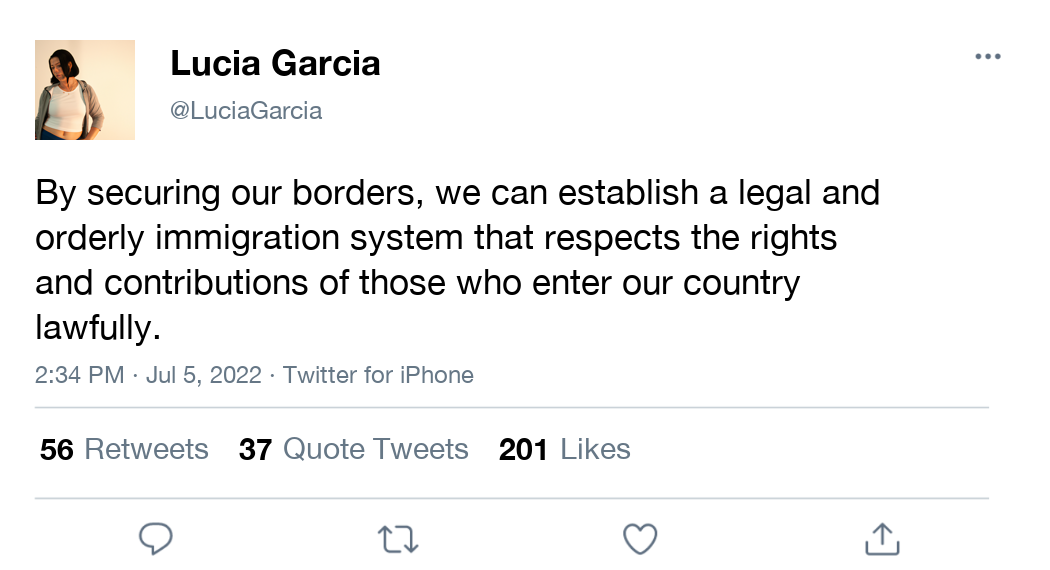 Lucia Garcia
@LuciaGarcia
By securing our borders, we can establish a legal and
orderly immigration system that respects the rights
and contributions of those who enter our country
lawfully.
2:34 PM · Jul 5, 2022 · Twitter for iPhone
56 Retweets 37 Quote Tweets 201 Likes